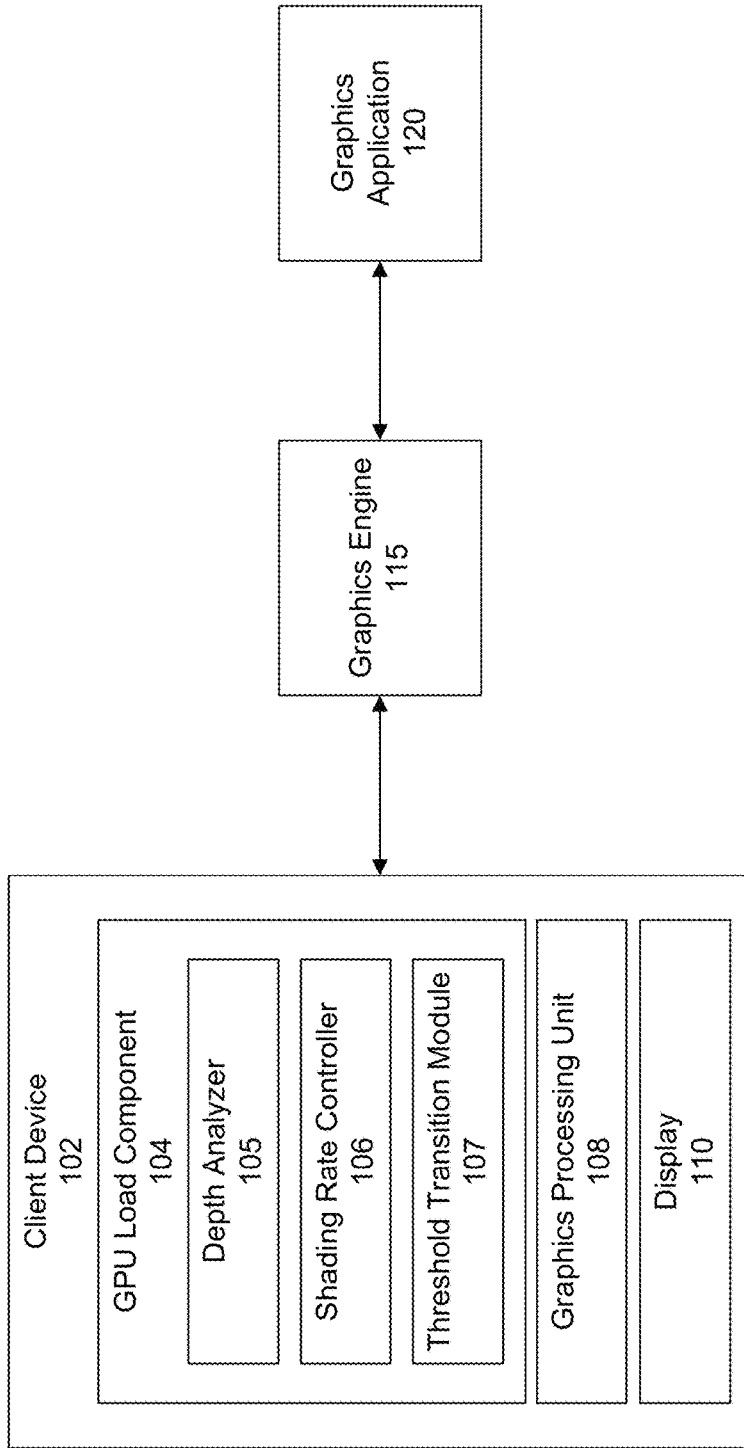 Client Device
102
GPU Load Component
104
Depth Analyzer
105
Shading Rate Controller
106
Threshold Transition Module
107
Graphics Processing Unit
108
Display
110
Graphics Engine
115
Graphics
Application
120